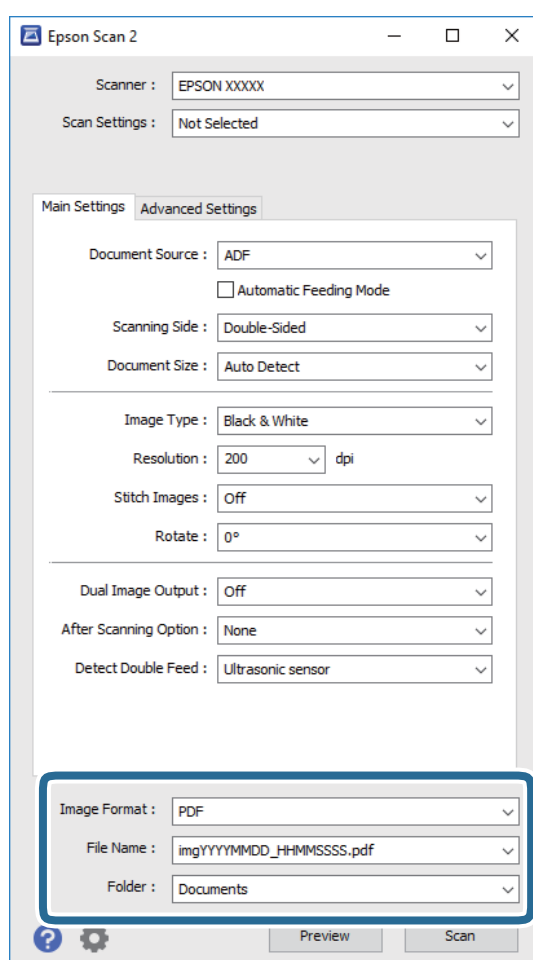 Epson Scan 2
Scanner : EPSON XXXXX
Scan Settings : Not Selected
Main Settings Advanced Settings
Document Source : ADF
Automatic Feeding Mode
Scanning Side : Double-Sided
Document Size : Auto Detect
Image Type : Black & White
Resolution : 200 dpi
Stitch Images : Off
Rotate : 0°
Dual Image Output : Off
After Scanning Option : None
Detect Double Feed : Ultrasonic sensor
Image Format : PDF
File Name : imgYYYYMMDD_HHMMSSSS.pdf
Folder : Documents
? Preview Scan